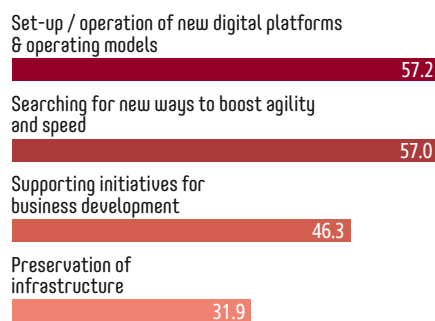 Set-up / operation of new digital platforms
& operating models
57.2
Searching for new ways to boost agility
and speed
57.0
Supporting initiatives for
business development
46.3
Preservation of
infrastructure
31.9